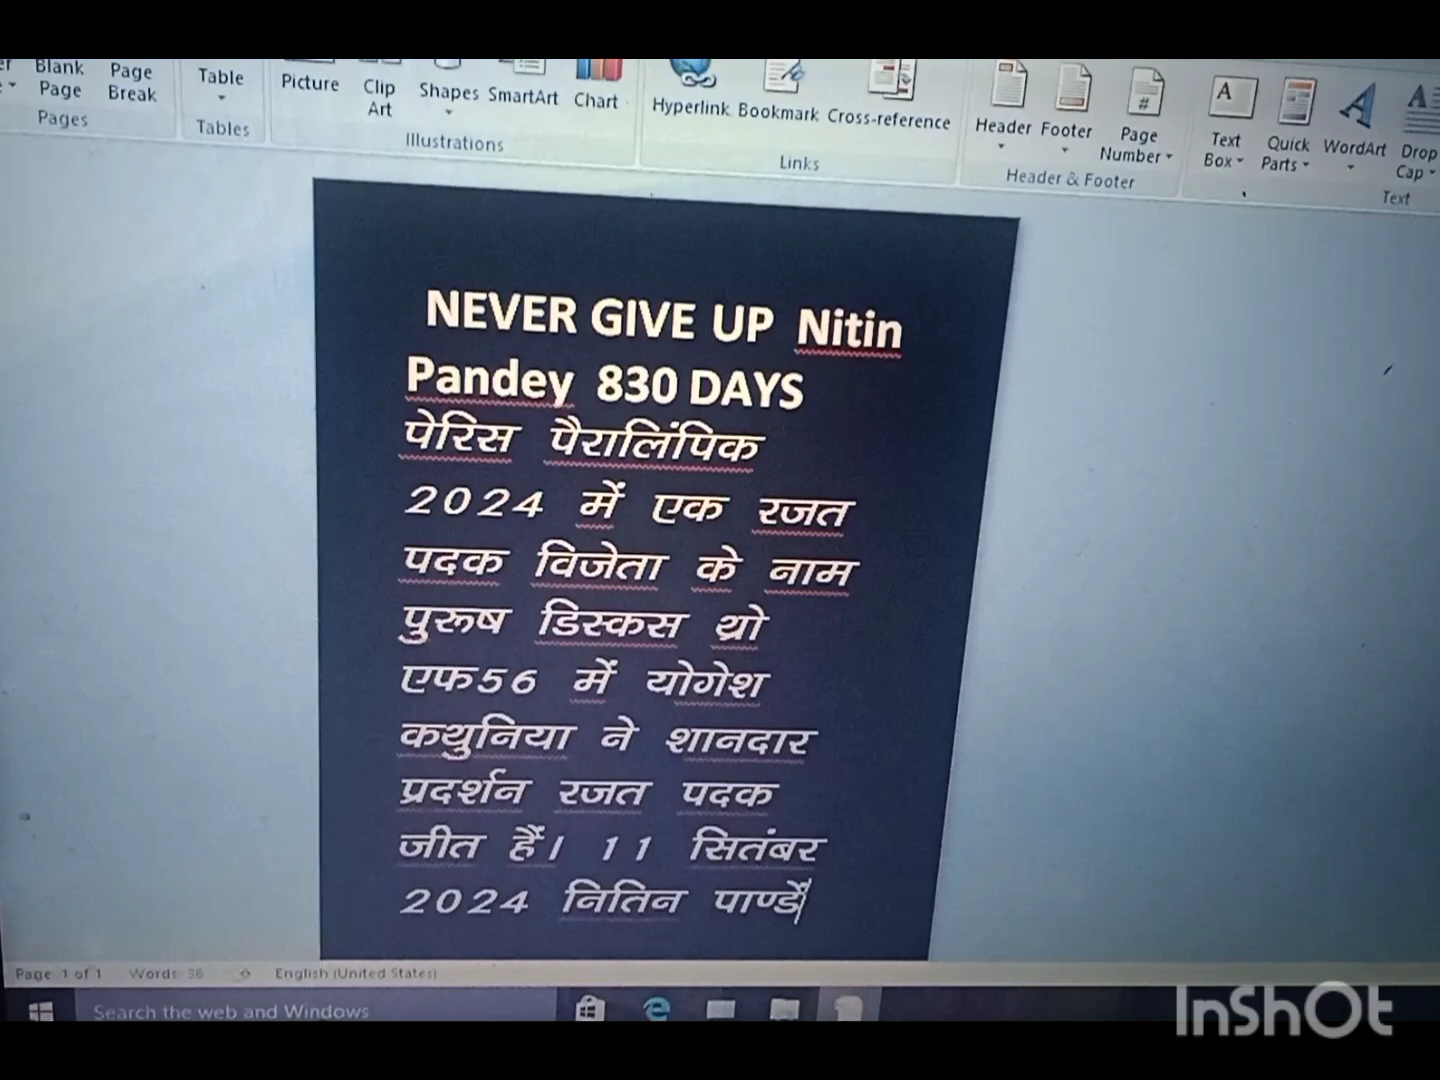 Blank Page Table Picture Clip Shapes SmartArt Chart Hyperlink Bookmark Cross-reference Header Footer Page Text Quick WordArt Drop
Page Break Art Number Box Parts Cap
Pages Tables Illustrations Links Header & Footer Text
NEVER GIVE UP Nitin
Pandey 830 DAYS
पेरिस पैरालिंपिक
2024 में एक रजत
पदक विजेता के नाम
पुरूष डिस्कस थ्रो
एफ56 में योगेश
कथुनिया ने शानदार
प्रदर्शन रजत पदक
जीत हैं। 11 सितंबर
2024 नितिन पाण्डेँ
Page: 1 of 1 Words: 36 English (United States)
Search the web and Windows
InShOt